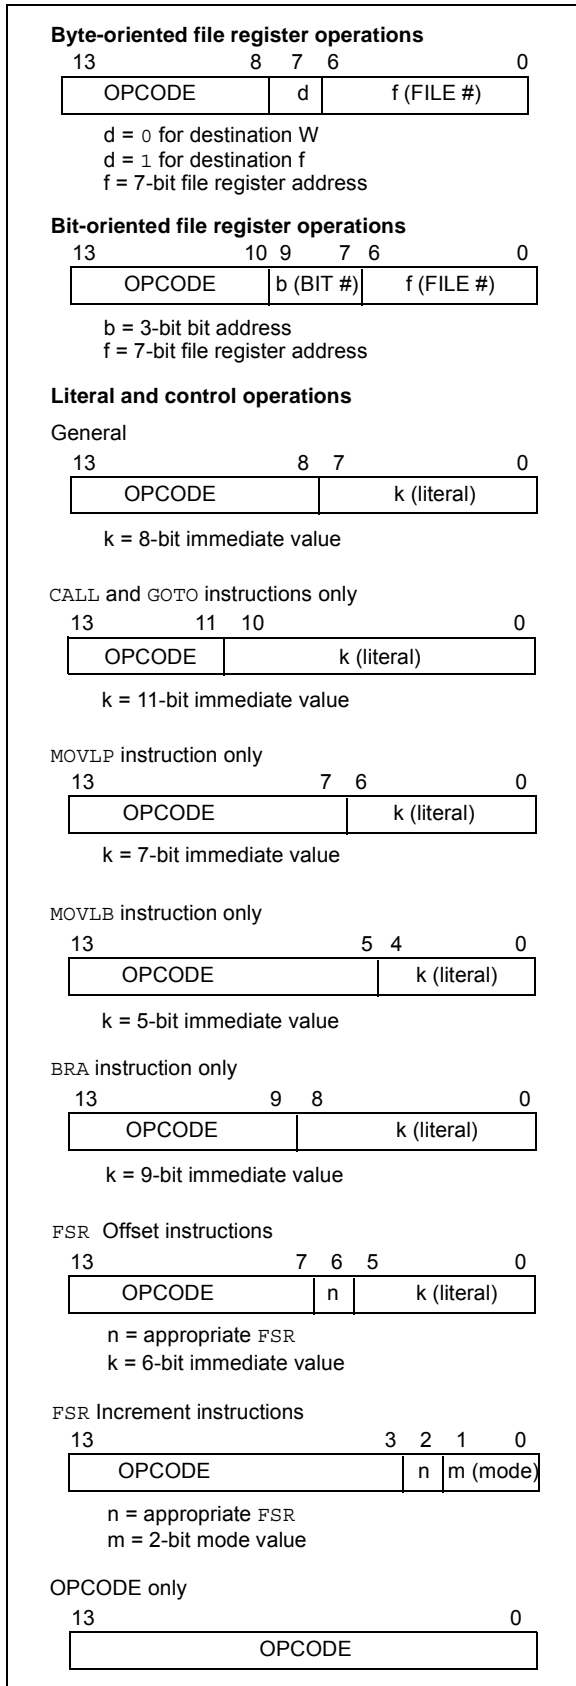 Byte-oriented file register operations
13 8 7 6 0
OPCODE d f (FILE #)
d = 0 for destination W
d = 1 for destination f
f = 7-bit file register address
Bit-oriented file register operations
13 10 9 7 6 0
OPCODE b (BIT #) f (FILE #)
b = 3-bit bit address
f = 7-bit file register address
Literal and control operations
General
13 8 7 0
OPCODE k (literal)
k = 8-bit immediate value
CALL and GOTO instructions only
13 11 10 0
OPCODE k (literal)
k = 11-bit immediate value
MOVLP instruction only
13 7 6 0
OPCODE k (literal)
k = 7-bit immediate value
MOVLB instruction only
13 5 4 0
OPCODE k (literal)
k = 5-bit immediate value
BRA instruction only
13 9 8 0
OPCODE k (literal)
k = 9-bit immediate value
FSR Offset instructions
13 7 6 5 0
OPCODE n k (literal)
n = appropriate FSR
k = 6-bit immediate value
FSR Increment instructions
13 3 2 1 0
OPCODE n m (mode)
n = appropriate FSR
m = 2-bit mode value
OPCODE only
13 0
OPCODE